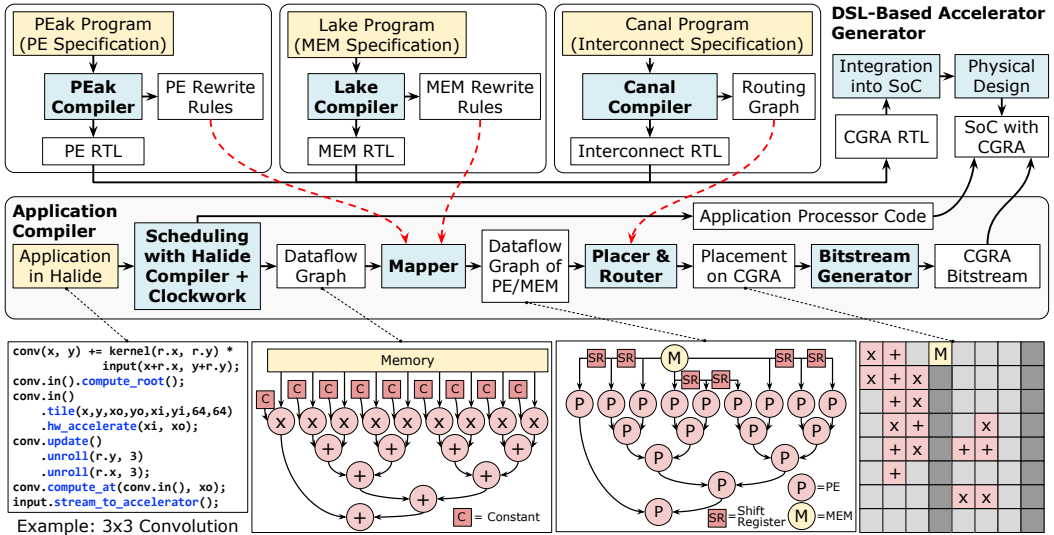 PEak Program
(PE Specification)
PEak
Compiler
PE Rewrite
Rules
PE RTL
Lake Program
(MEM Specification)
Lake
Compiler
MEM Rewrite
Rules
MEM RTL
Canal Program
(Interconnect Specification)
Canal
Compiler
Routing
Graph
Interconnect RTL
DSL-Based Accelerator
Generator
Integration
into SoC
Physical
Design
CGRA RTL
SoC with
CGRA
Application
Compiler
Application
in Halide
Scheduling
with Halide
Compiler +
Clockwork
Dataflow
Graph
Mapper
Dataflow
Graph of
PE/MEM
Placer &
Router
Placement
on CGRA
Bitstream
Generator
CGRA
Bitstream
Application Processor Code
conv(x, y) += kernel(r.x, r.y) *
input(x+r.x, y+r.y);
conv.in().compute_root();
conv.in()
.tile(x,y,xo,yo,xi,yi,64,64)
.hw_accelerate(xi, xo);
conv.update()
.unroll(r.y, 3)
.unroll(r.x, 3);
conv.compute_at(conv.in(), xo);
input.stream_to_accelerator();
Example: 3x3 Convolution
Memory
C C C C C C C C C
x x x x x x x x x
+ + + +
+ +
+
+
C = Constant
SR SR M SR SR
SR SR
P P P P P P P P P
P P P P
P P
P
P
P =PE
SR =Shift
Register
M =MEM
x + M
x + x
+ x
x + x
x + + +
+
x x